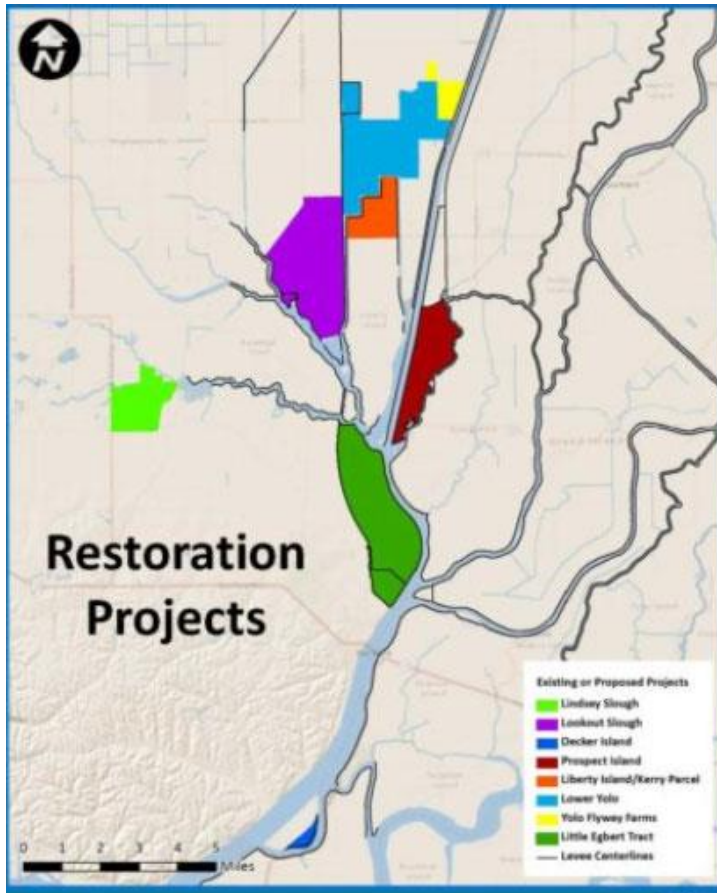 N
Restoration
Projects
Existing or Proposed Projects
Lindsey Slough
Lookout Slough
Decker Island
Prospect Island
Liberty Island/Kerry Parcel
Lower Yolo
Yolo Flyway Farms
Little Egbert Tract
Levee Centerlines
0 1 2 3 4 5
Miles